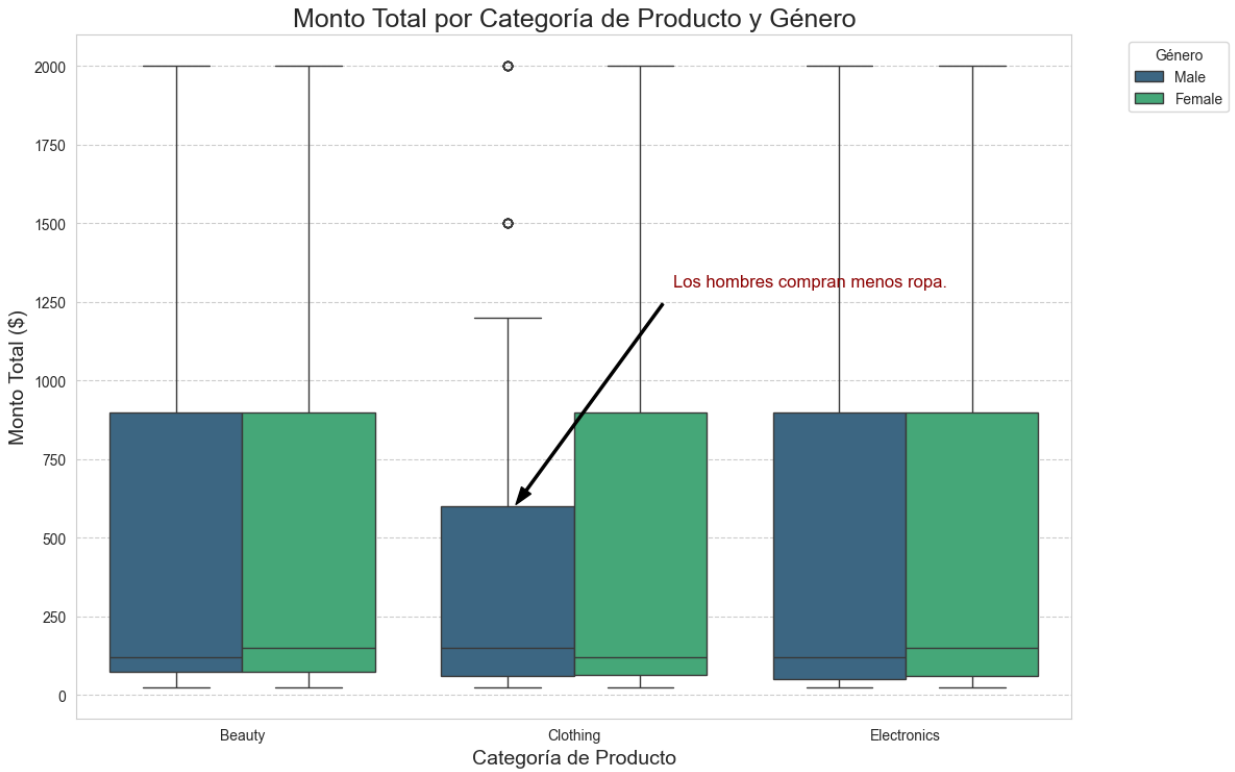 Monto Total por Categoría de Producto y Género
Género
Male
Female
Monto Total ($)
2000
1750
1500
1250
1000
750
500
250
0
Los hombres compran menos ropa.
Beauty
Clothing
Electronics
Categoría de Producto